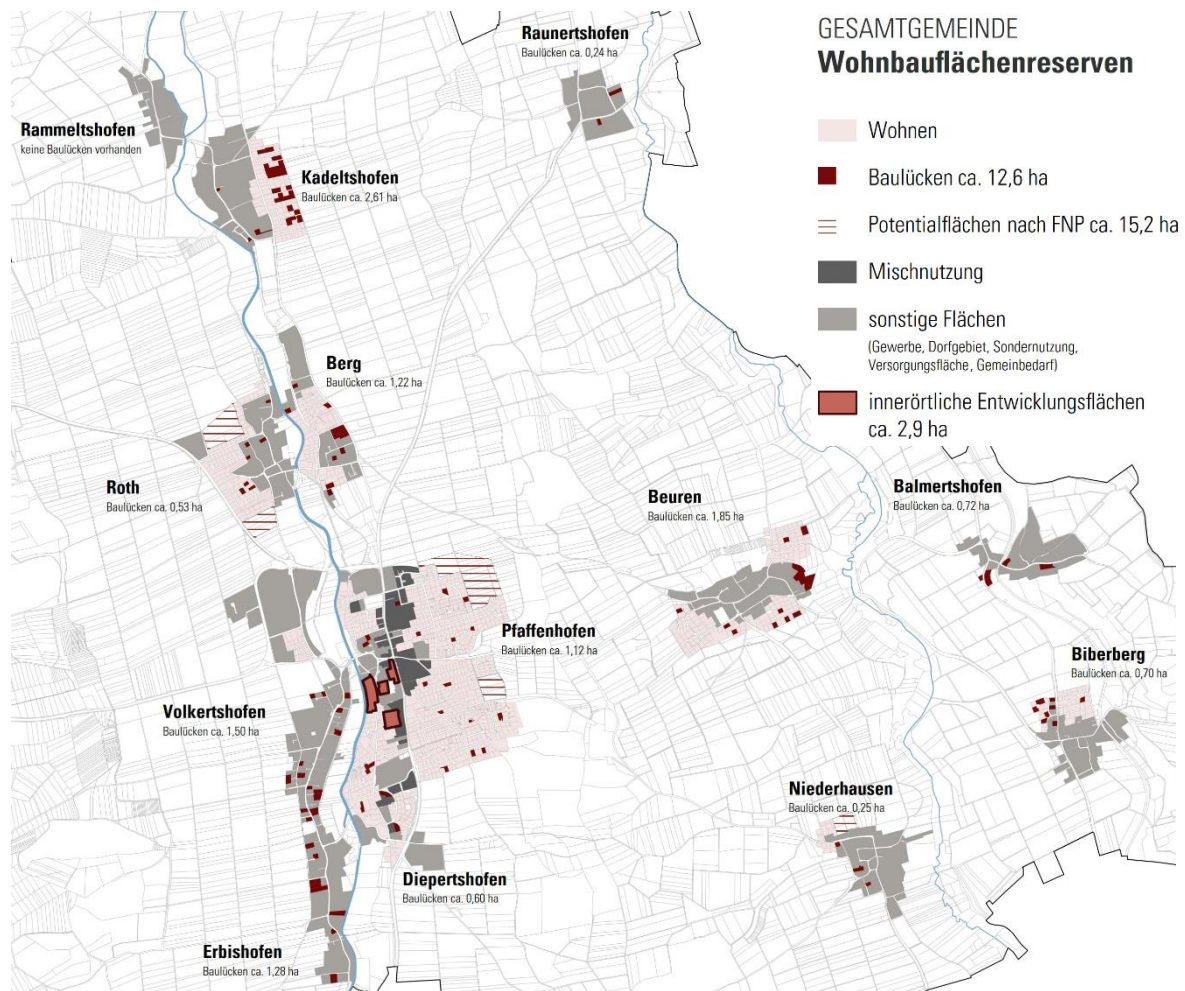 GESAMTGEMEINDE
Wohnbauflächenreserven
Wohnen
Baulücken ca. 12,6 ha
Potentialflächen nach FNP ca. 15,2 ha
Mischnutzung
sonstige Flächen
(Gewerbe, Dorfgebiet, Sondernutzung,
Versorgungsfläche, Gemeinbedarf)
innerörtliche Entwicklungsflächen
ca. 2,9 ha
Raunertshofen
Baulücken ca. 0,24 ha
Rammeltshofen
keine Baulücken vorhanden
Kadeltshofen
Baulücken ca. 2,61 ha
Berg
Baulücken ca. 1,22 ha
Roth
Baulücken ca. 0,53 ha
Beuren
Baulücken ca. 1,85 ha
Balmertshofen
Baulücken ca. 0,72 ha
Pfaffenhofen
Baulücken ca. 1,12 ha
Biberberg
Baulücken ca. 0,70 ha
Volkertshofen
Baulücken ca. 1,50 ha
Niederhausen
Baulücken ca. 0,25 ha
Diepertshofen
Baulücken ca. 0,60 ha
Erbishofen
Baulücken ca. 1,28 ha